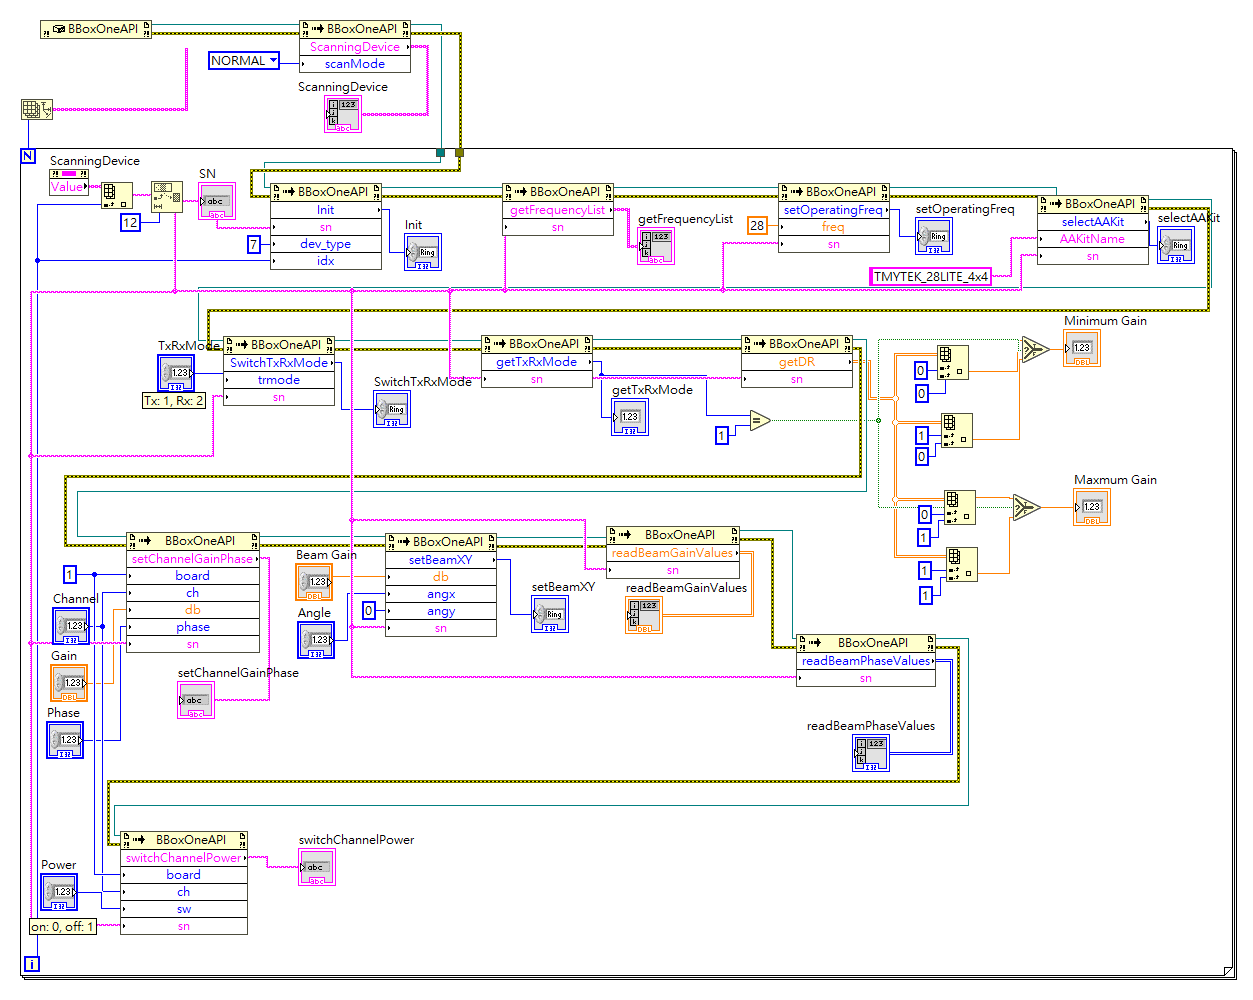 BBoxOneAPI
BBoxOneAPI
ScanningDevice
scanMode
NORMAL
ScanningDevice
N
ScanningDevice
Value
12
SN
abc
BBoxOneAPI
Init
sn
dev_type
idx
7
Init
Ring
BBoxOneAPI
getFrequencyList
sn
getFrequencyList
BBoxOneAPI
setOperatingFreq
freq
sn
28
setOperatingFreq
Ring
BBoxOneAPI
selectAAKit
AAKitName
sn
selectAAKit
Ring
TMYTEK_28LITE_4x4
TxRxMode
1.23
Tx: 1, Rx: 2
BBoxOneAPI
SwitchTxRxMode
trmode
sn
SwitchTxRxMode
Ring
BBoxOneAPI
getTxRxMode
sn
getTxRxMode
1.23
BBoxOneAPI
getDR
sn
1
=
0
0
1
0
0
1
1
1
Minimum Gain
1.23
DBL
Maxmum Gain
1.23
DBL
BBoxOneAPI
setChannelGainPhase
board
ch
db
phase
sn
1
Channel
1.23
Gain
1.23
DBL
Phase
1.23
setChannelGainPhase
abc
Beam Gain
1.23
DBL
Angle
1.23
0
BBoxOneAPI
setBeamXY
db
angx
angy
sn
setBeamXY
Ring
BBoxOneAPI
readBeamGainValues
sn
readBeamGainValues
123
DBL
BBoxOneAPI
readBeamPhaseValues
sn
readBeamPhaseValues
123
BBoxOneAPI
switchChannelPower
board
ch
sw
sn
switchChannelPower
abc
Power
1.23
on: 0, off: 1
i